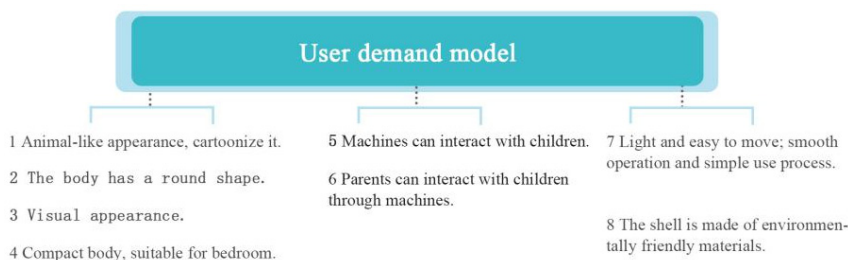 User demand model
1 Animal-like appearance, cartoonize it.
2 The body has a round shape.
3 Visual appearance.
4 Compact body, suitable for bedroom.
5 Machines can interact with children.
6 Parents can interact with children
through machines.
7 Light and easy to move; smooth
operation and simple use process.
8 The shell is made of environmen-
tally friendly materials.